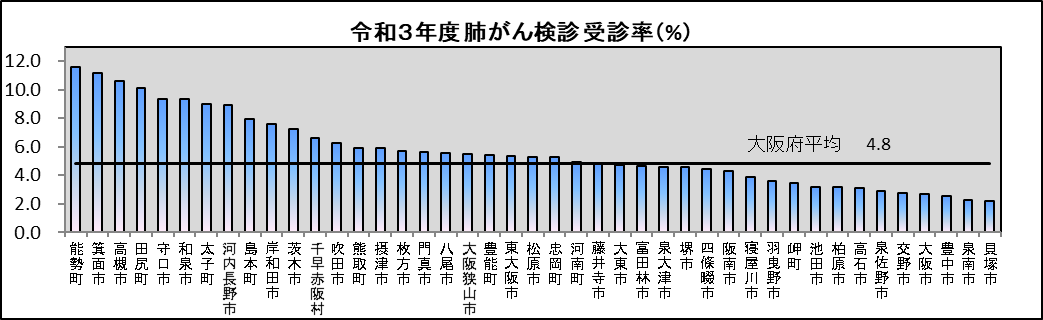 令和3年度肺がん検診受診率(%)
12.0
10.0
8.0
6.0
4.0
2.0
0.0
大阪府平均 4.8
能勢町
箕面市
高槻市
田尻町
守口市
和泉市
太子町
河内長野市
島本町
岸和田市
茨木市
千早赤阪村
吹田市
熊取町
摂津市
枚方市
門真市
八尾市
大阪狭山市
豊能町
東大阪市
松原市
忠岡町
河南町
藤井寺市
大東市
富田林市
泉大津市
堺市
四條畷市
阪南市
寝屋川市
羽曳野市
岬町
池田市
柏原市
高石市
泉佐野市
交野市
大阪市
豊中市
泉南市
貝塚市